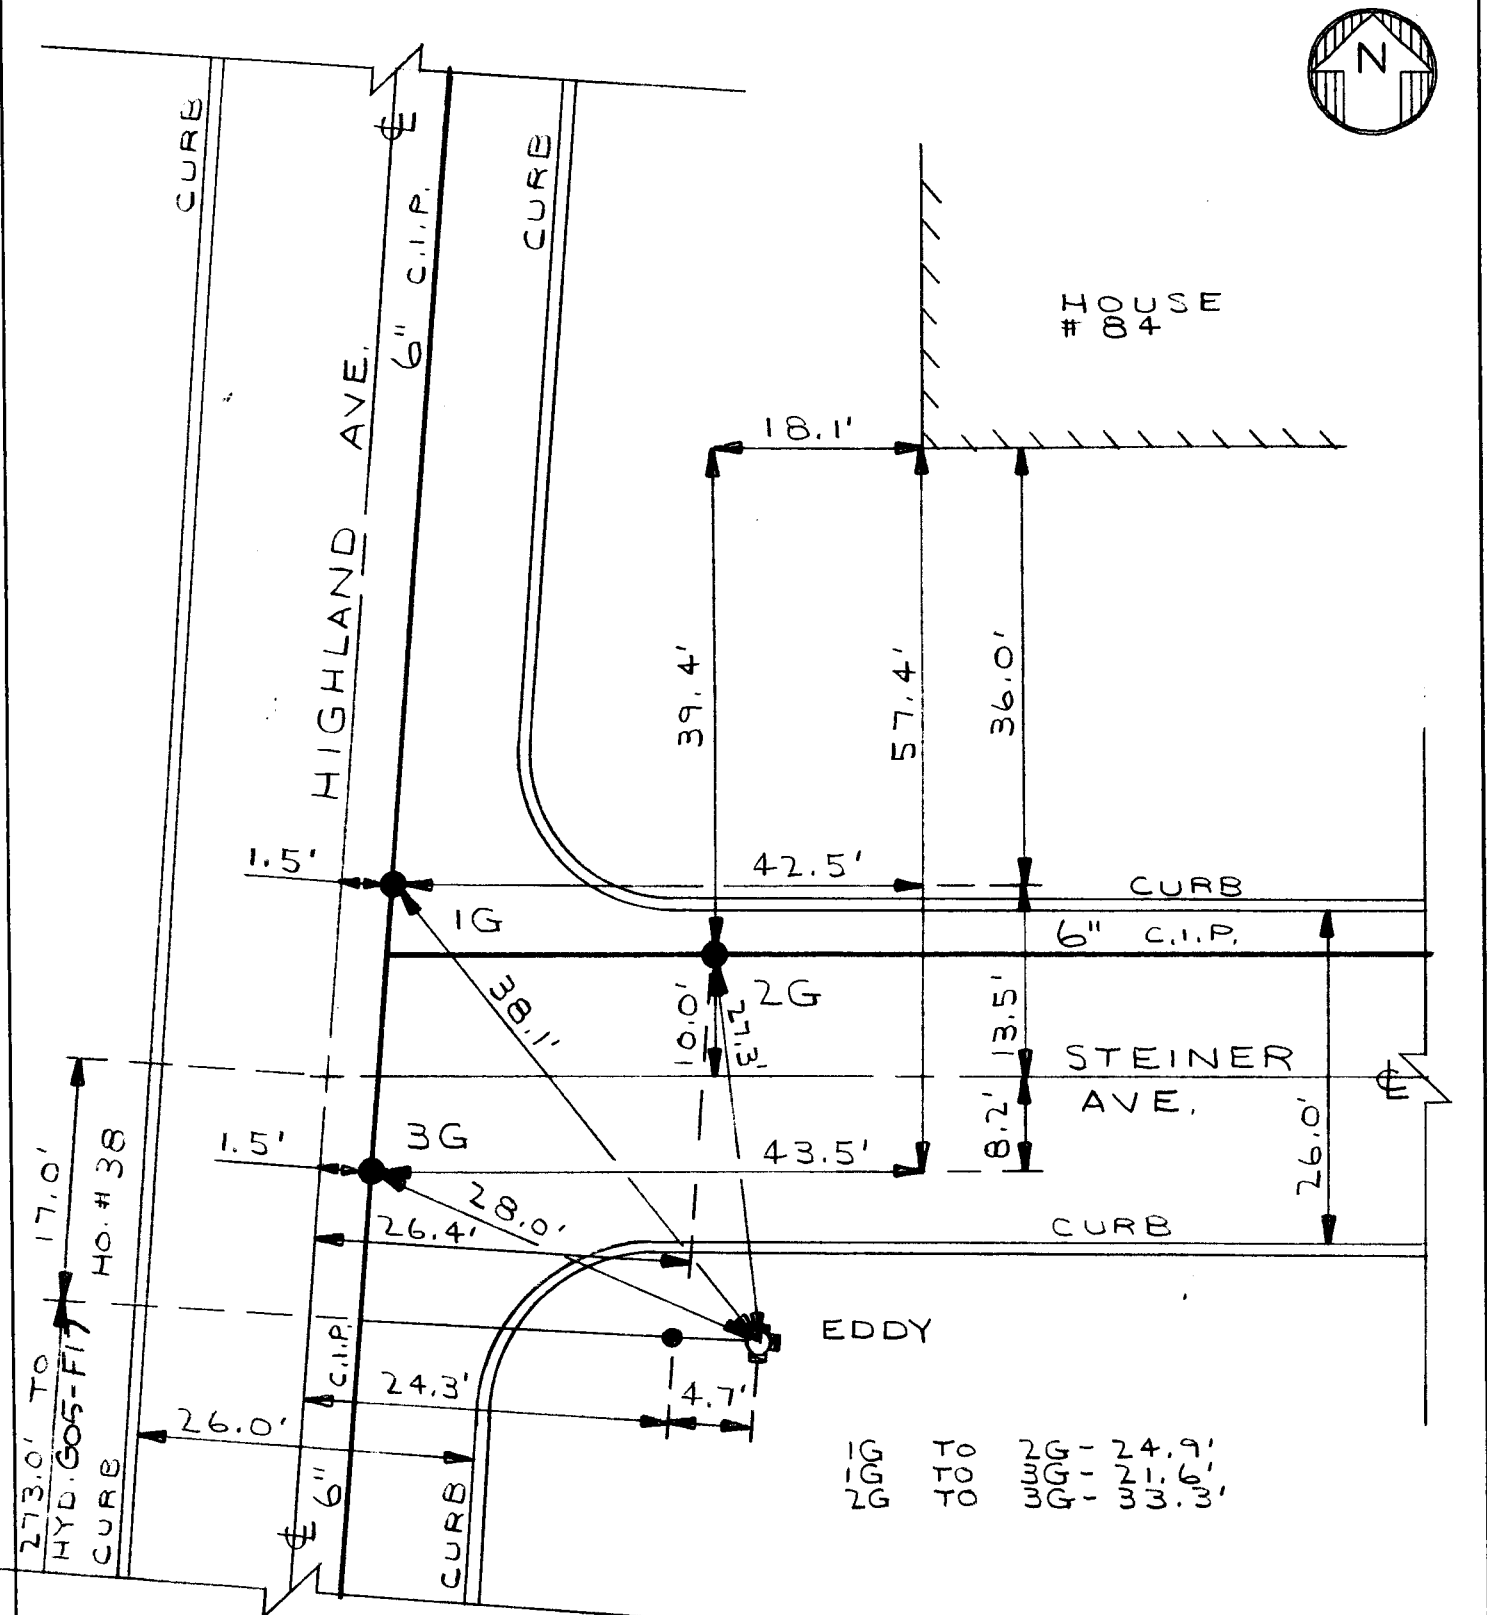 N
CURB
℄
6" C.I.P.
CURB
HIGHLAND AVE.
HOUSE
# 84
18.1'
39.4'
57.4'
36.0'
1.5'
42.5'
1G
CURB
6" C.I.P.
38.1'
10.0'
27.3'
2G
13.5'
STEINER
AVE.
℄
8.2'
26.0'
17.0'
HO. # 38
1.5'
3G
43.5'
28.0'
26.4'
CURB
EDDY
273.0' TO
HYD. G05-F17
CURB
C.I.P.
6"
℄
24.3'
4.7'
26.0'
CURB
1G TO 2G - 24.9'
1G TO 3G - 21.6'
2G TO 3G - 33.3'